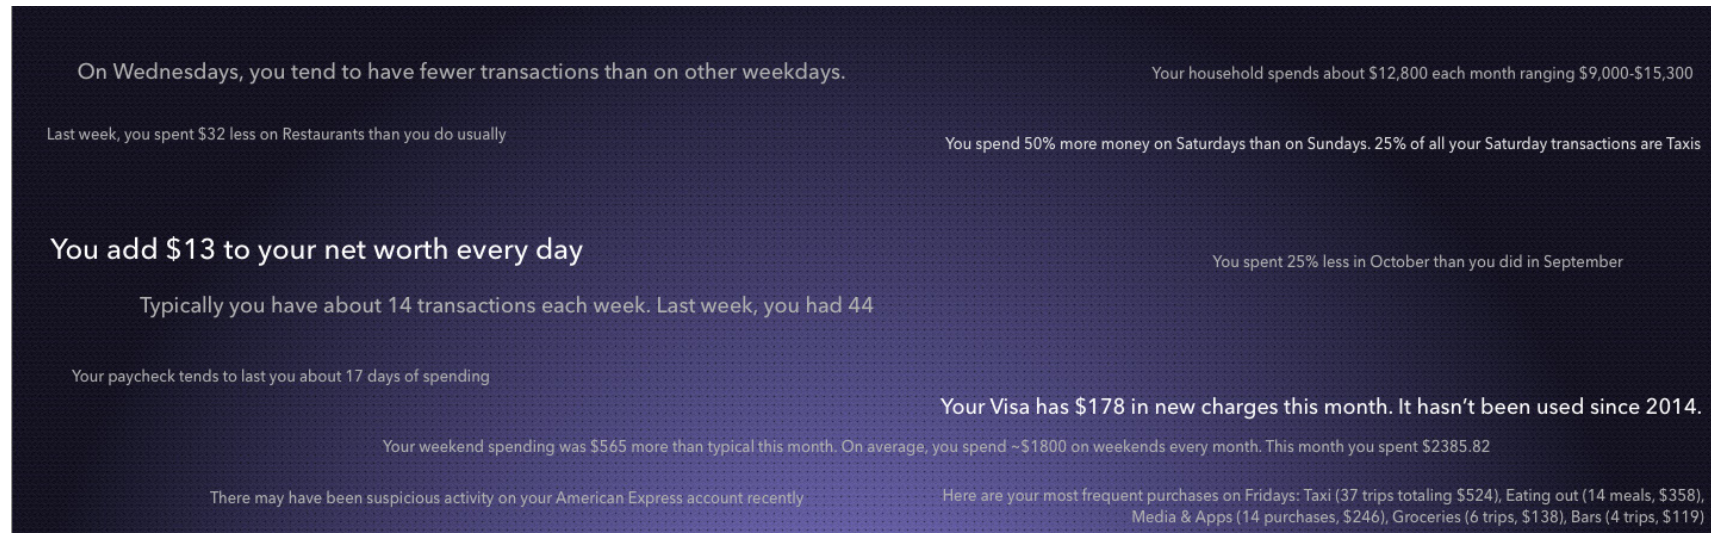 On Wednesdays, you tend to have fewer transactions than on other weekdays.
Your household spends about $12,800 each month ranging $9,000-$15,300
Last week, you spent $32 less on Restaurants than you do usually
You spend 50% more money on Saturdays than on Sundays. 25% of all your Saturday transactions are Taxis
You add $13 to your net worth every day
You spent 25% less in October than you did in September
Typically you have about 14 transactions each week. Last week, you had 44
Your paycheck tends to last you about 17 days of spending
Your Visa has $178 in new charges this month. It hasn’t been used since 2014.
Your weekend spending was $565 more than typical this month. On average, you spend ~$1800 on weekends every month. This month you spent $2385.82
There may have been suspicious activity on your American Express account recently
Here are your most frequent purchases on Fridays: Taxi (37 trips totaling $524), Eating out (14 meals, $358),
Media & Apps (14 purchases, $246), Groceries (6 trips, $138), Bars (4 trips, $119)